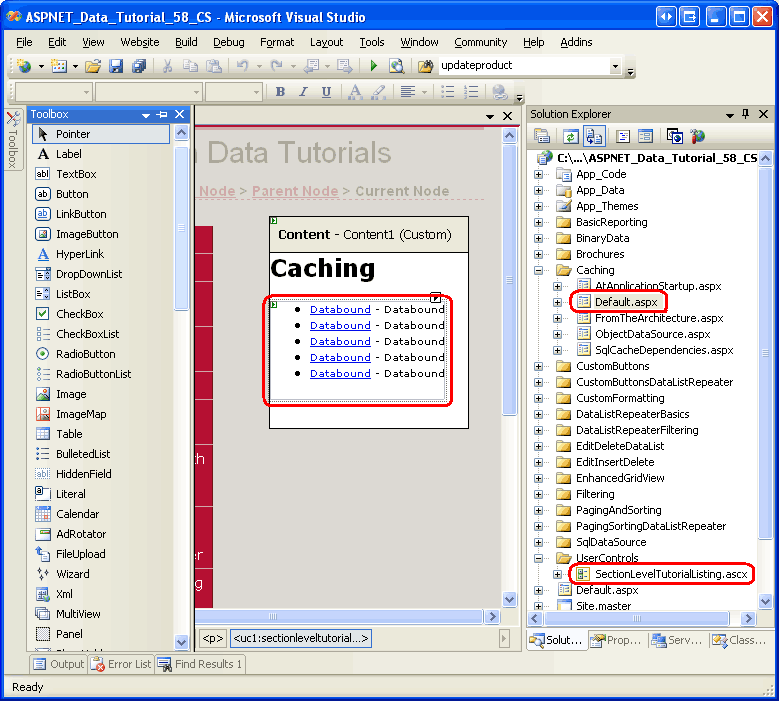 ASPNET_Data_Tutorial_58_CS - Microsoft Visual Studio
File Edit View Website Build Debug Format Layout Tools Window Community Help Addins
updateproduct
B I U A
Toolbox
Toolbox
Pointer
Label
TextBox
Button
LinkButton
ImageButton
HyperLink
DropDownList
ListBox
CheckBox
CheckBoxList
RadioButton
RadioButtonList
Image
ImageMap
Table
BulletedList
HiddenField
Literal
Calendar
AdRotator
FileUpload
Wizard
Xml
MultiView
Panel
Data Tutorials
Node > Parent Node > Current Node
Content - Content1 (Custom)
Caching
Databound - Databound
Databound - Databound
Databound - Databound
Databound - Databound
Databound - Databound
<p> <uc1:sectionleveltutorial...>
Solution Explorer
C:\...\ASPNET_Data_Tutorial_58_CS
App_Code
App_Data
App_Themes
BasicReporting
BinaryData
Brochures
Caching
AtApplicationStartup.aspx
Default.aspx
FromTheArchitecture.aspx
ObjectDataSource.aspx
SqlCacheDependencies.aspx
CustomButtons
CustomButtonsDataListRepeater
CustomFormatting
DataListRepeaterBasics
DataListRepeaterFiltering
EditDeleteDataList
EditInsertDelete
EnhancedGridView
Filtering
PagingAndSorting
PagingSortingDataListRepeater
SqlDataSource
UserControls
SectionLevelTutorialListing.ascx
Default.aspx
Site.master
Solut... Prop... Serv... Class...
Output Error List Find Results 1
Ready